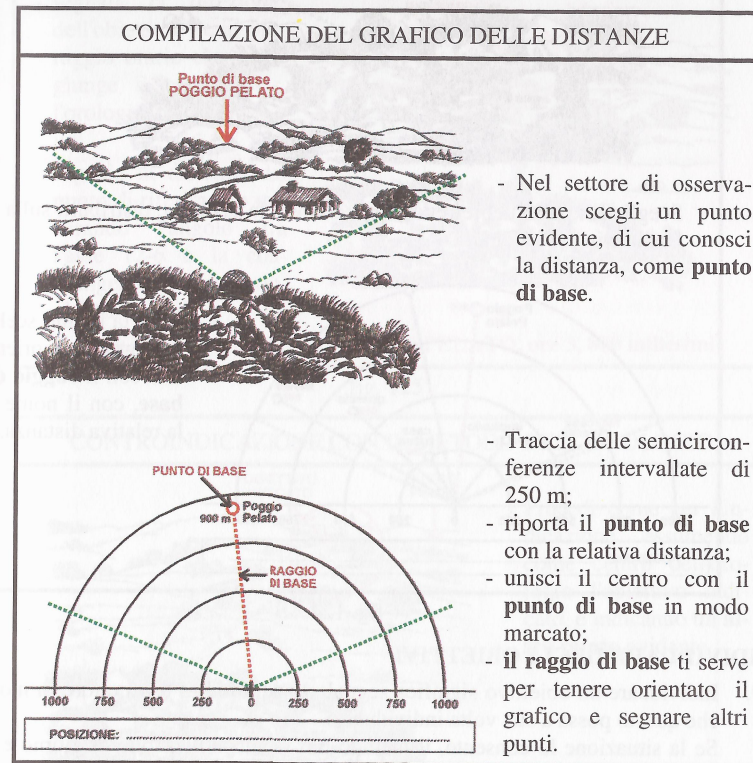 COMPILAZIONE DEL GRAFICO DELLE DISTANZE
Punto di base
POGGIO PELATO
- Nel settore di osserva-
zione scegli un punto
evidente, di cui conosci
la distanza, come punto
di base.
- Traccia delle semicircon-
ferenze intervallate di
250 m;
- riporta il punto di base
con la relativa distanza;
- unisci il centro con il
punto di base in modo
marcato;
- il raggio di base ti serve
per tenere orientato il
grafico e segnare altri
punti.
PUNTO DI BASE
900 m
Poggio
Pelato
RAGGIO
DI BASE
1000 750 500 250 0 250 500 750 1000
POSIZIONE: